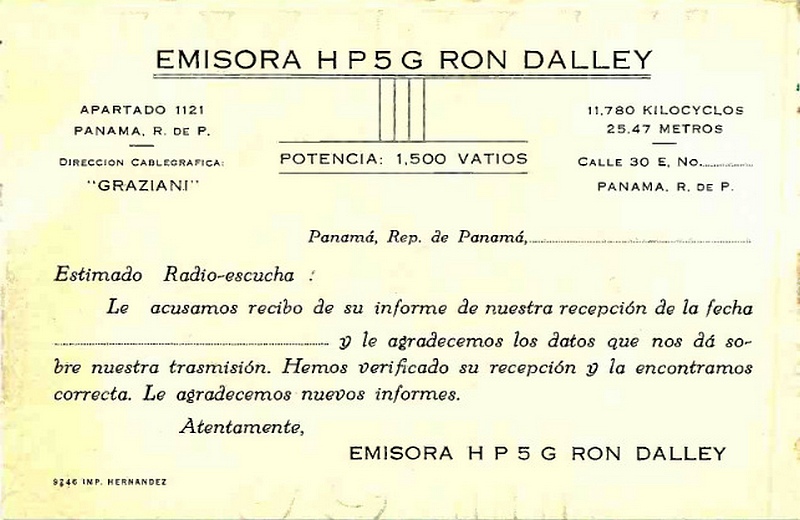 EMISORA H P 5 G RON DALLEY
APARTADO 1121
PANAMA, R. DE P.
DIRECCION CABLEGRAFICA:
"GRAZIANI"
POTENCIA: 1,500 VATIOS
11,780 KILOCYCLOS
25.47 METROS
CALLE 30 E, No.............
PANAMA, R. DE P.
Panamá, Rep. de Panamá,......................................
Estimado Radio-escucha :
Le acusamos recibo de su informe de nuestra recepción de la fecha
.............................................. y le agradecemos los datos que nos dá so-
bre nuestra trasmisión. Hemos verificado su recepción y la encontramos
correcta. Le agradecemos nuevos informes.
Atentamente,
EMISORA H P 5 G RON DALLEY
IMP. HERNANDEZ